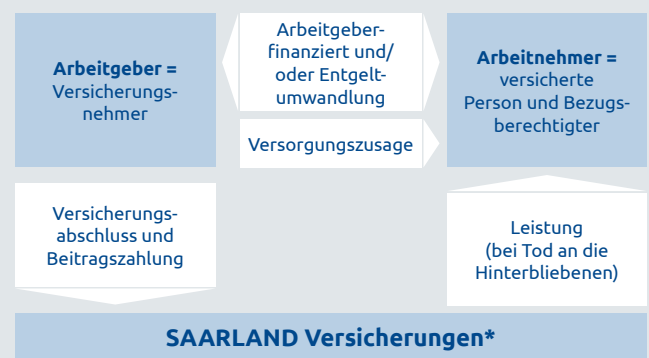 Arbeitgeber =
Versicherungs-
nehmer
Arbeitgeber-
finanziert und/
oder Entgelt-
umwandlung
Versorgungszusage
Arbeitnehmer =
versicherte
Person und Bezugs-
berechtigter
Versicherungs-
abschluss und
Beitragszahlung
Leistung
(bei Tod an die
Hinterbliebenen)
SAARLAND Versicherungen*